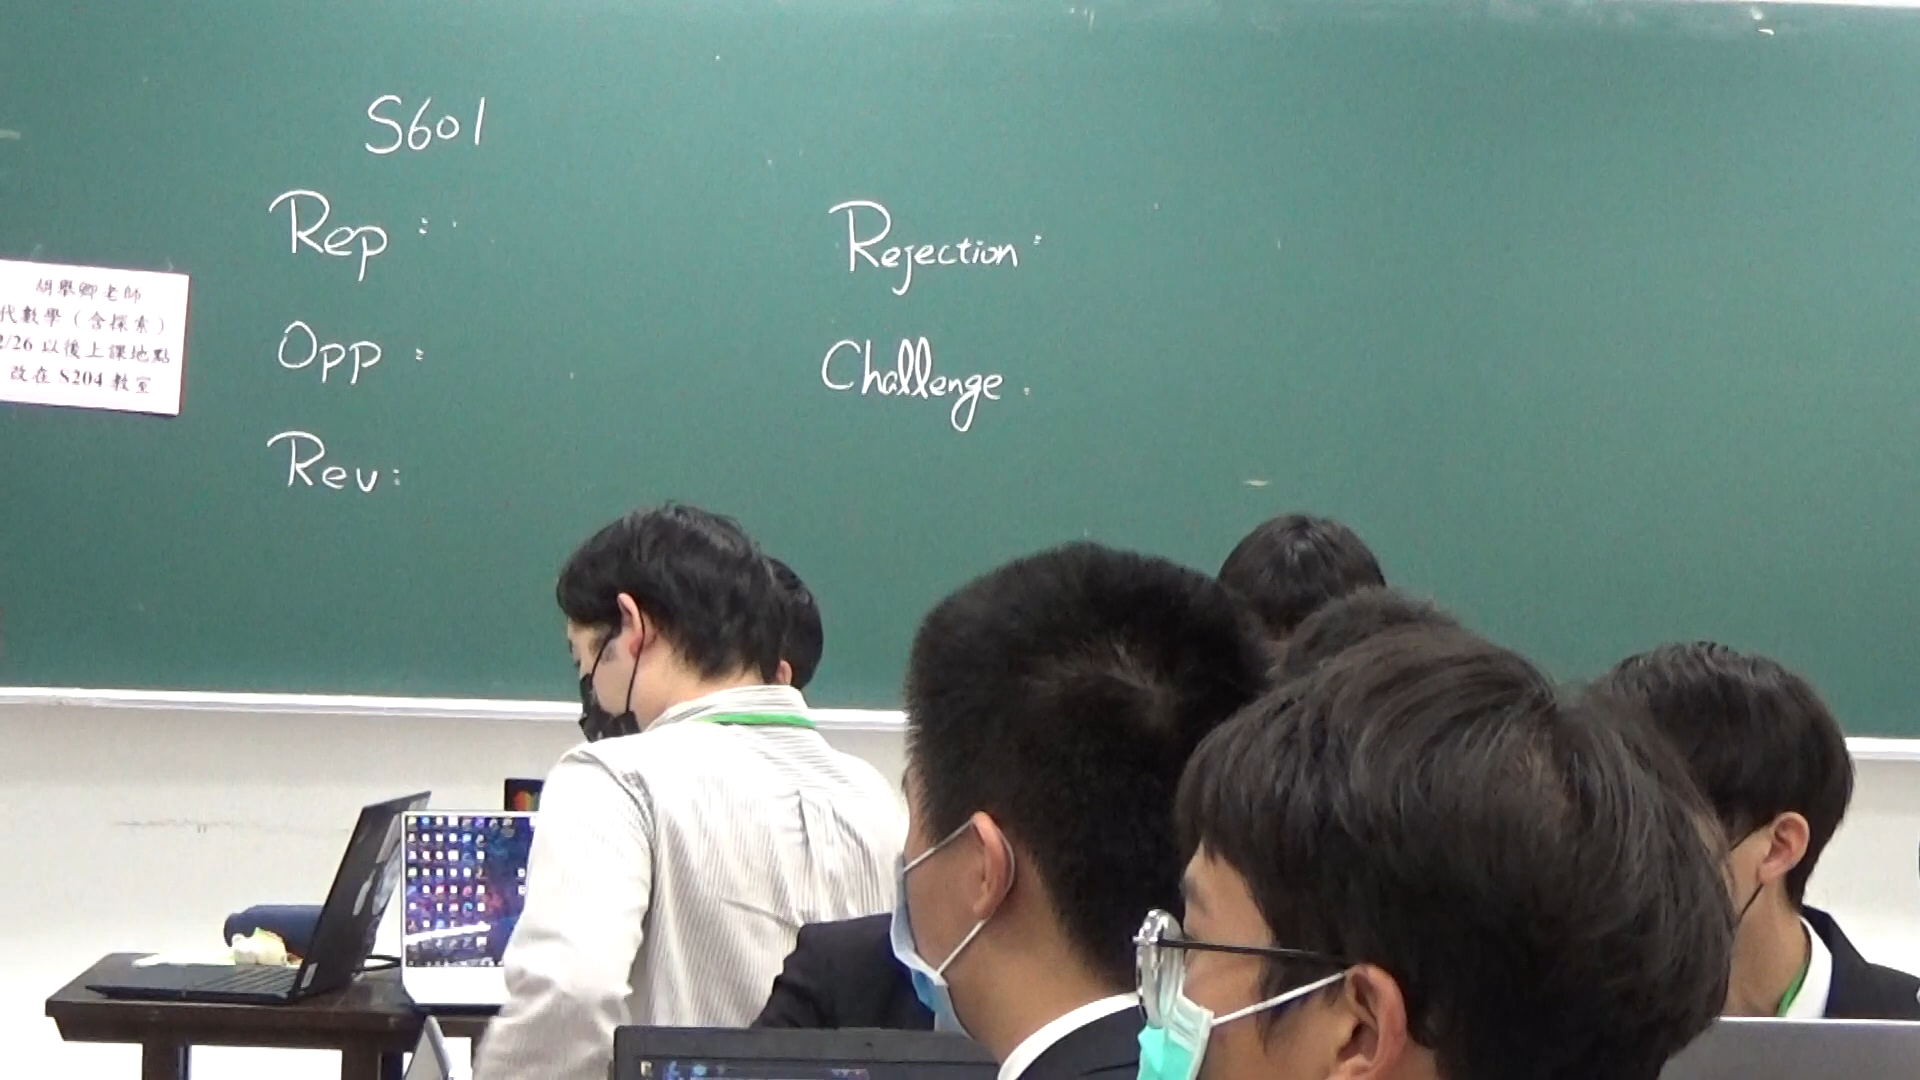 S601
Rep :
Opp :
Rev :
Rejection :
Challenge :
胡舉卿老師
代數學（含探索）
2/26 以後上課地點
改在 S204 教室